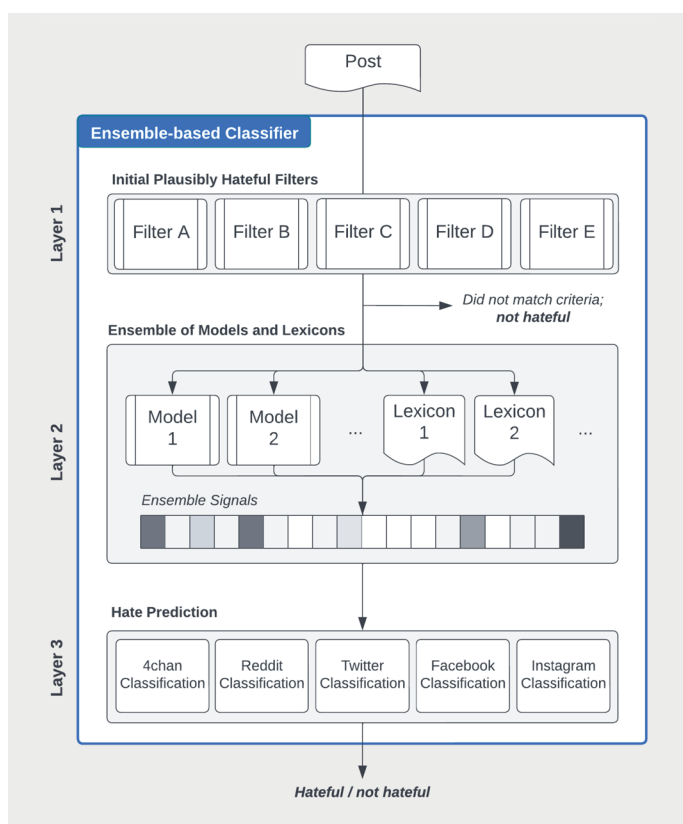 Post
Ensemble-based Classifier
Initial Plausibly Hateful Filters
Layer 1
Filter A
Filter B
Filter C
Filter D
Filter E
Did not match criteria;
not hateful
Ensemble of Models and Lexicons
Layer 2
Model
1
Model
2
...
Lexicon
1
Lexicon
2
...
Ensemble Signals
Hate Prediction
Layer 3
4chan
Classification
Reddit
Classification
Twitter
Classification
Facebook
Classification
Instagram
Classification
Hateful / not hateful